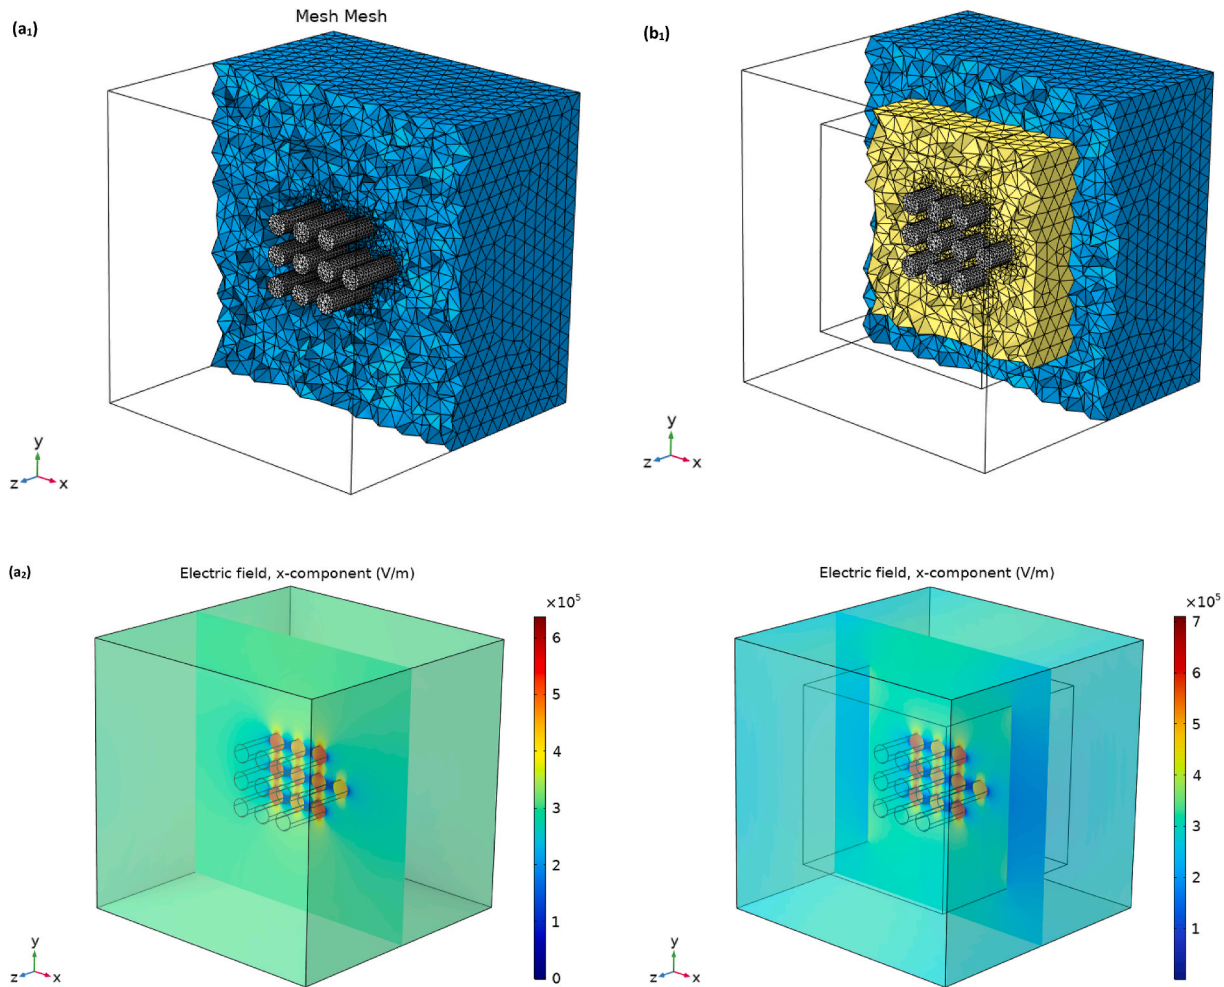 Mesh Mesh
(a₁)
(b₁)
y
z
x
y
z
x
(a₂)
Electric field, x-component (V/m)
×10⁵
6
5
4
3
2
1
0
y
z
x
Electric field, x-component (V/m)
×10⁵
7
6
5
4
3
2
1
y
z
x